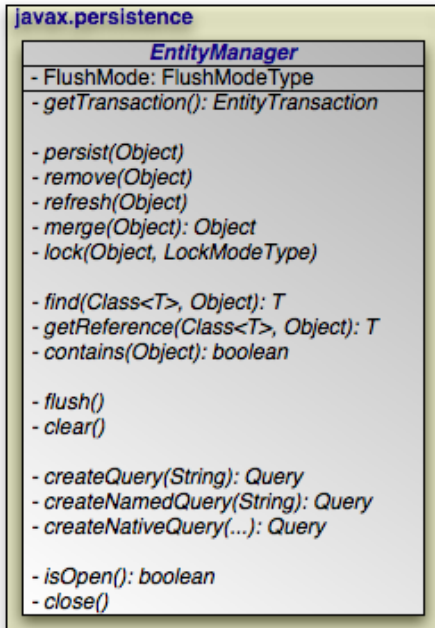 javax.persistence
EntityManager
- FlushMode: FlushModeType
- getTransaction(): EntityTransaction
- persist(Object)
- remove(Object)
- refresh(Object)
- merge(Object): Object
- lock(Object, LockModeType)
- find(Class<T>, Object): T
- getReference(Class<T>, Object): T
- contains(Object): boolean
- flush()
- clear()
- createQuery(String): Query
- createNamedQuery(String): Query
- createNativeQuery(...): Query
- isOpen(): boolean
- close()